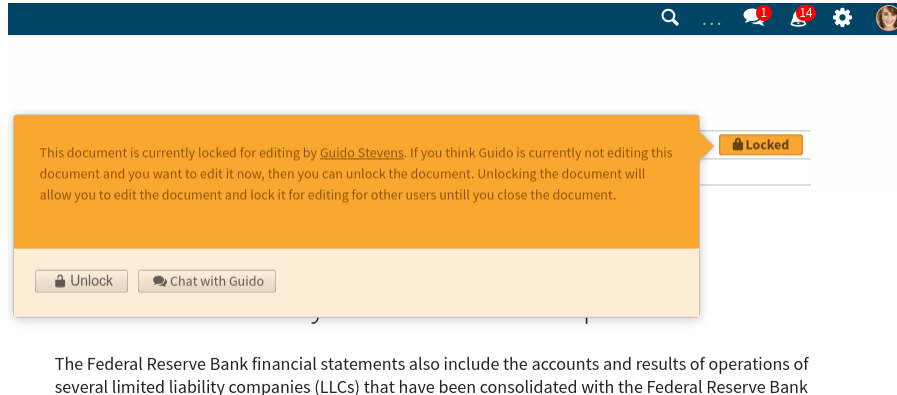 ... 1 14
Locked
This document is currently locked for editing by Guido Stevens. If you think Guido is currently not editing this
document and you want to edit it now, then you can unlock the document. Unlocking the document will
allow you to edit the document and lock it for editing for other users untill you close the document.
Unlock Chat with Guido
The Federal Reserve Bank financial statements also include the accounts and results of operations of
several limited liability companies (LLCs) that have been consolidated with the Federal Reserve Bank